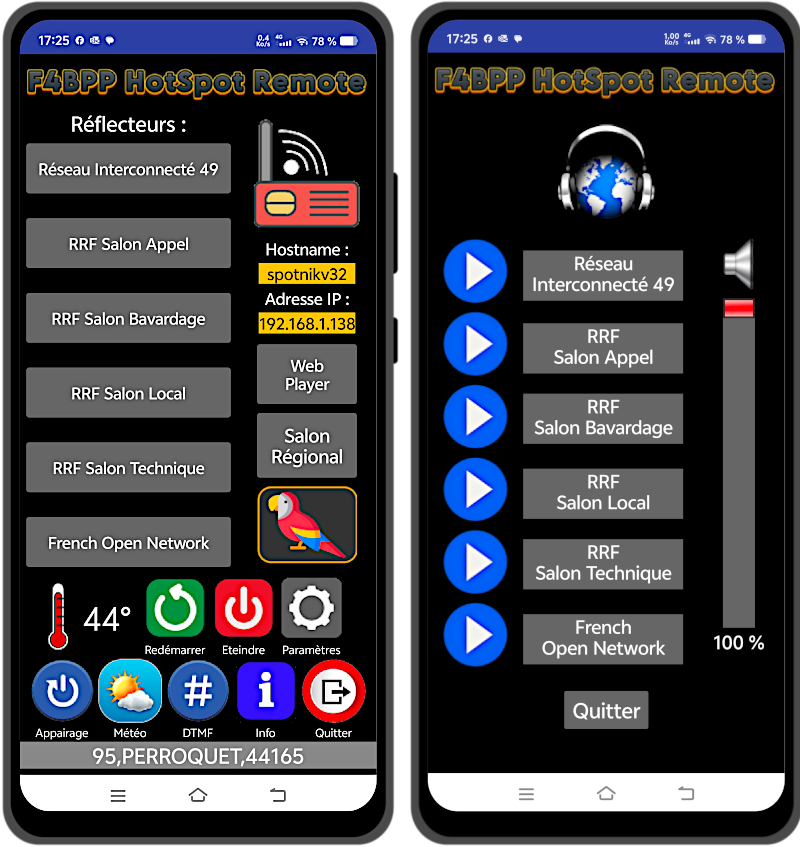 17:25
0,4 Ko/s 4G 78 %
F4BPP HotSpot Remote
Réflecteurs :
Réseau Interconnecté 49
RRF Salon Appel
RRF Salon Bavardage
RRF Salon Local
RRF Salon Technique
French Open Network
Hostname :
spotnikv32
Adresse IP :
192.168.1.138
Web
Player
Salon
Régional
44°
Redémarrer
Eteindre
Paramètres
#
i
Appairage
Météo
DTMF
Info
Quitter
95,PERROQUET,44165
17:25
1,00 Ko/s 4G 78 %
F4BPP HotSpot Remote
Réseau
Interconnecté 49
RRF
Salon Appel
RRF
Salon Bavardage
RRF
Salon Local
RRF
Salon Technique
French
Open Network
100 %
Quitter